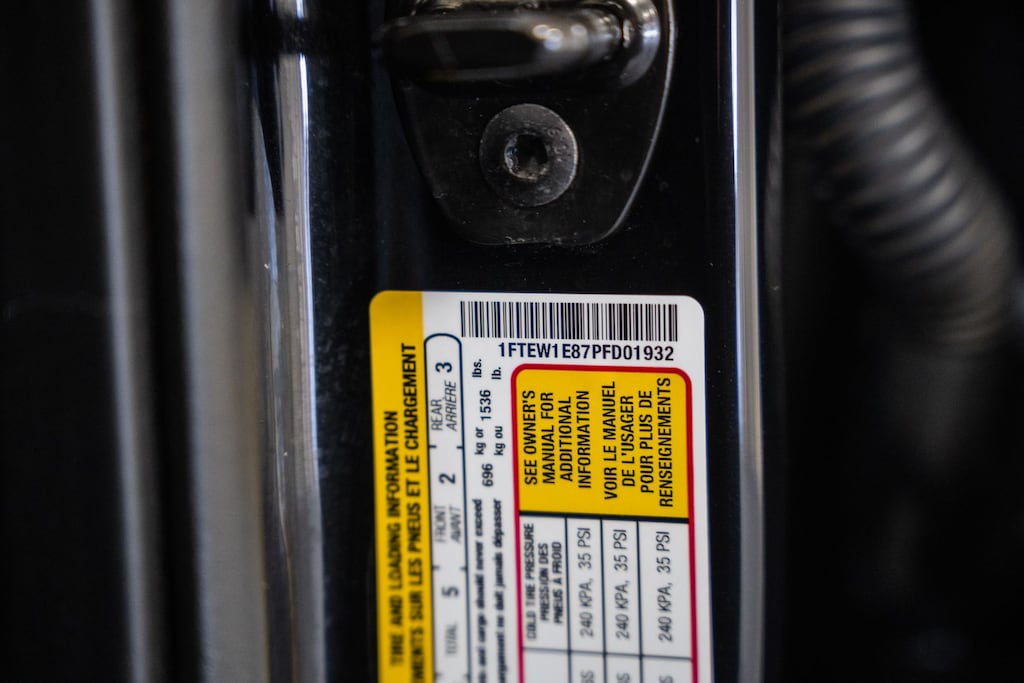 1FTEW1E87PFD01932
TIRE AND LOADING INFORMATION
MENTS SUR LES PNEUS ET LE CHARGEMENT
TOTAL 5 FRONT AVANT 2 REAR ARRIÈRE 3
and cargo should never exceed 696 kg or 1536 lbs.
ne doit jamais dépasser kg ou lb.
SEE OWNER'S
MANUAL FOR
ADDITIONAL
INFORMATION
VOIR LE MANUEL
DE L'USAGER
POUR PLUS DE
RENSEIGNEMENTS
COLD TIRE PRESSURE
PRESSION DES
PNEUS À FROID
240 KPA, 35 PSI
240 KPA, 35 PSI
240 KPA, 35 PSI